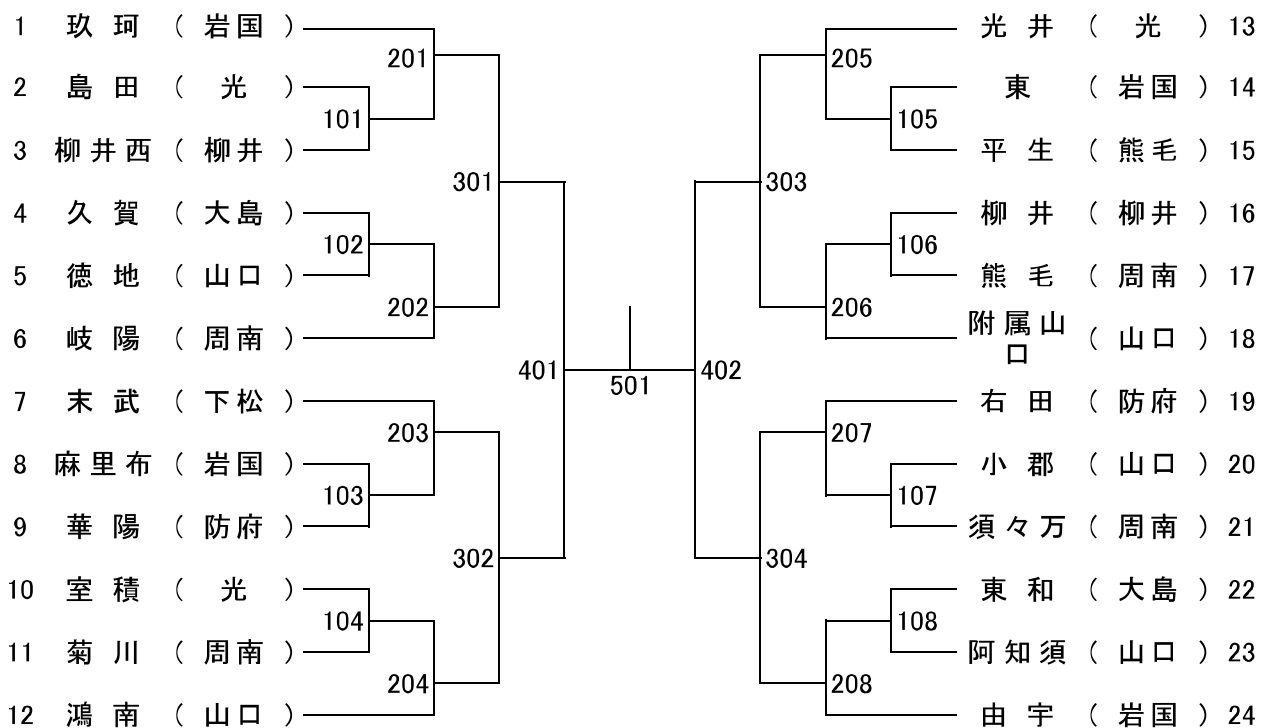 1 玖珂 （ 岩国 ）
201
2 島田 （ 光 ）
101
3 柳井西 （ 柳井 ）
301
4 久賀 （ 大島 ）
102
5 徳地 （ 山口 ）
202
6 岐陽 （ 周南 ）
401
7 末武 （ 下松 ）
203
8 麻里布 （ 岩国 ）
103
9 華陽 （ 防府 ）
302
10 室積 （ 光 ）
104
11 菊川 （ 周南 ）
204
12 鴻南 （ 山口 ）
501
光井 （ 光 ） 13
205
東 （ 岩国 ） 14
105
平生 （ 熊毛 ） 15
303
柳井 （ 柳井 ） 16
106
熊毛 （ 周南 ） 17
206
附属山
口 （ 山口 ） 18
402
右田 （ 防府 ） 19
207
小郡 （ 山口 ） 20
107
須々万 （ 周南 ） 21
304
東和 （ 大島 ） 22
108
阿知須 （ 山口 ） 23
208
由宇 （ 岩国 ） 24